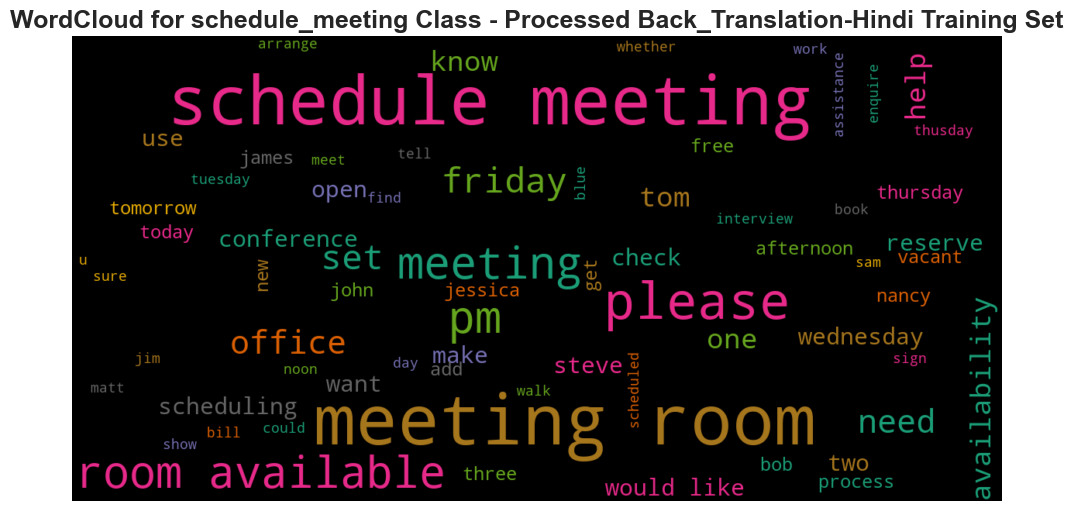 WordCloud for schedule_meeting Class - Processed Back_Translation-Hindi Training Set
arrange
whether
work
know
schedule meeting
assistance
enquire
help
thusday
use
free
james
meet
tell
tuesday
open
find
friday
blue
tom
thursday
tomorrow
interview
book
today
conference
set
meeting
check
afternoon
reserve
u
sure
new
get
sam
vacant
john
jessica
please
nancy
pm
office
one
wednesday
availability
jim
noon
day
make
add
steve
scheduled
sign
matt
want
walk
scheduling
meeting room
need
show
bill
could
room available
three
would like
bob
two
process